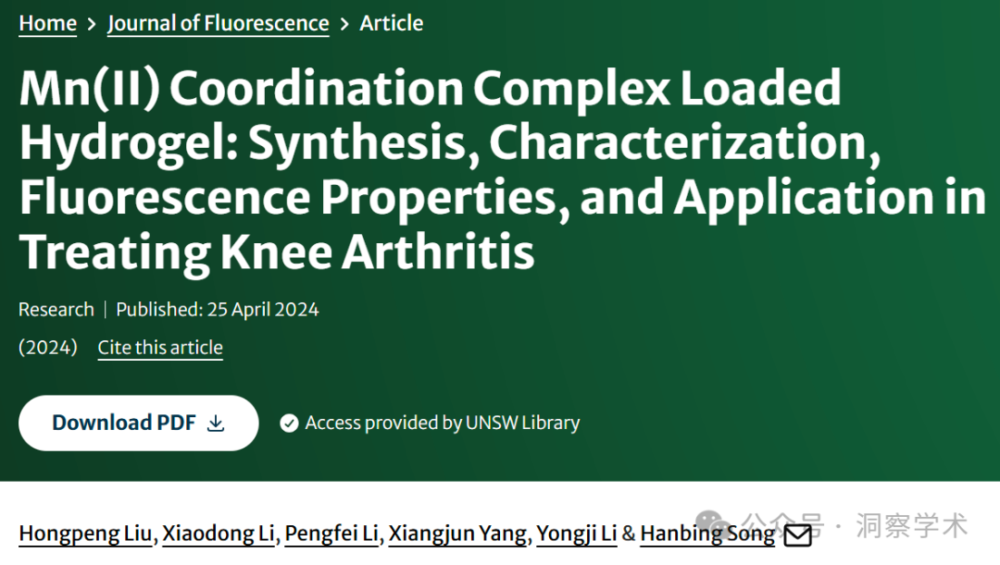 Home > Journal of Fluorescence > Article
Mn(II) Coordination Complex Loaded
Hydrogel: Synthesis, Characterization,
Fluorescence Properties, and Application in
Treating Knee Arthritis
Research | Published: 25 April 2024
(2024) Cite this article
Download PDF Access provided by UNSW Library
Hongpeng Liu, Xiaodong Li, Pengfei Li, Xiangjun Yang, Yongji Li & Hanbing Song
公众号 · 洞察学术